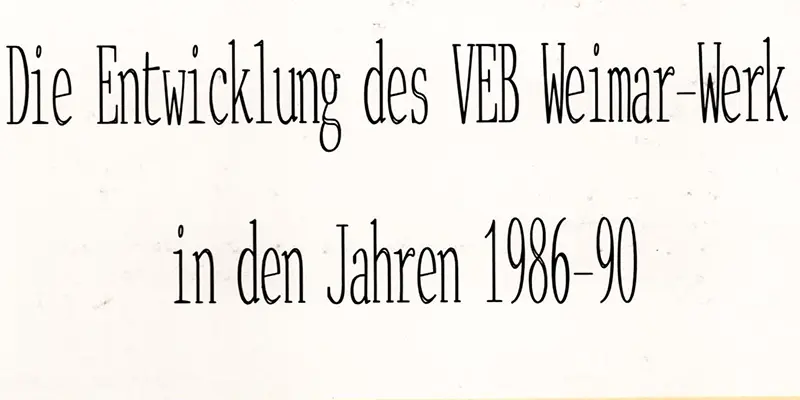 Die Entwicklung des VEB Weimar-Werk
in den Jahren 1986-90